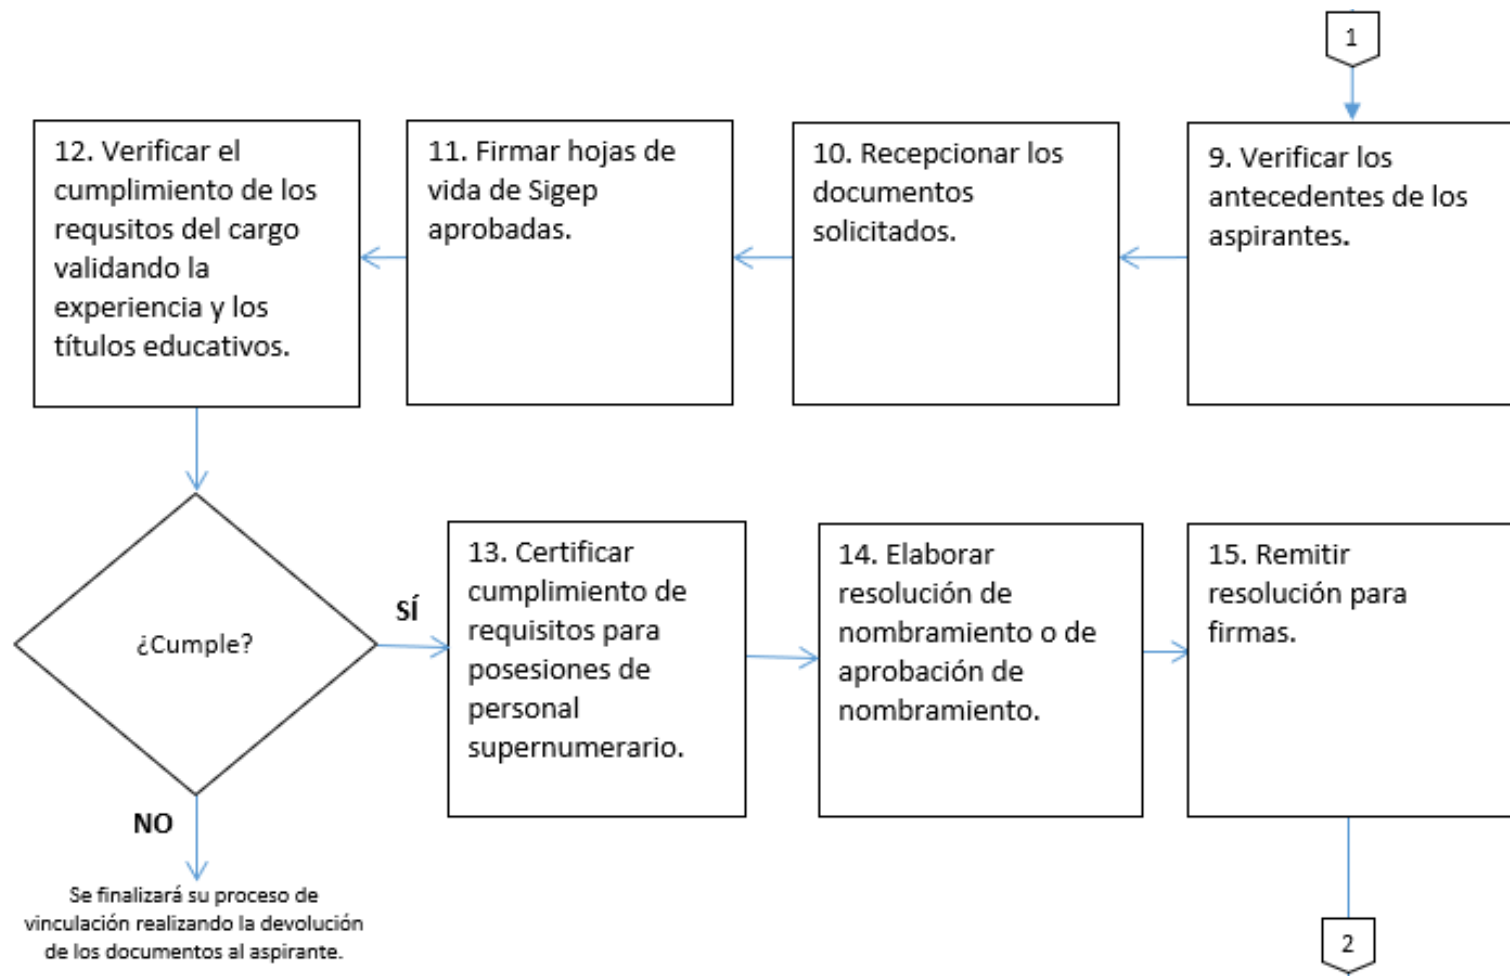 1
9. Verificar los
antecedentes de los
aspirantes.
10. Recepcionar los
documentos
solicitados.
11. Firmar hojas de
vida de Sigep
aprobadas.
12. Verificar el
cumplimiento de los
requsitos del cargo
validando la
experiencia y los
títulos educativos.
¿Cumple?
SÍ
13. Certificar
cumplimiento de
requisitos para
posesiones de
personal
supernumerario.
14. Elaborar
resolución de
nombramiento o de
aprobación de
nombramiento.
15. Remitir
resolución para
firmas.
NO
Se finalizará su proceso de
vinculación realizando la devolución
de los documentos al aspirante.
2